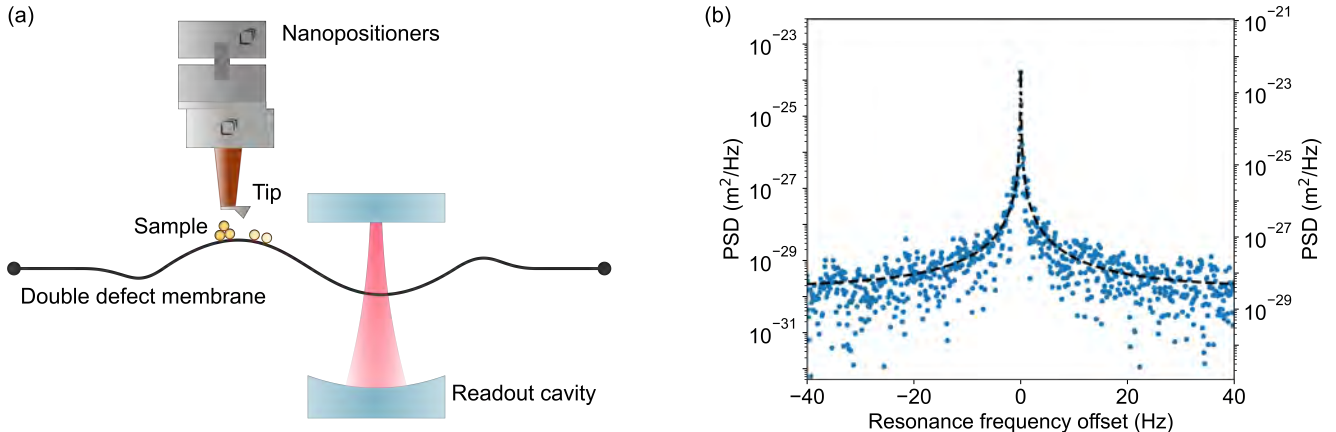 (a)
Nanopositioners
Tip
Sample
Double defect membrane
Readout cavity
(b)
PSD (m²/Hz)
10⁻²³
10⁻²⁵
10⁻²⁷
10⁻²⁹
10⁻³¹
−40
−20
0
20
40
Resonance frequency offset (Hz)
10⁻²¹
10⁻²³
10⁻²⁵
10⁻²⁷
10⁻²⁹
PSD (m²/Hz)